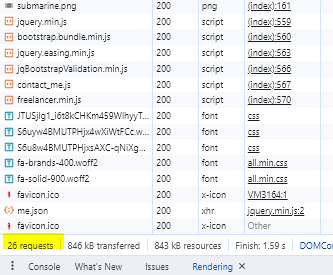 submarine.png 200 png (index):161
jquery.min.js 200 script (index):559
bootstrap.bundle.min.js 200 script (index):560
jquery.easing.min.js 200 script (index):563
jqBootstrapValidation.min.js 200 script (index):566
contact_me.js 200 script (index):567
freelancer.min.js 200 script (index):570
JTUSjIg1_i6t8kCHKm459WlhyyT... 200 font css
S6uyw4BMUTPHjx4wXiWtFCc.w... 200 font css
S6u8w4BMUTPHjxsAXC-qNiXg... 200 font css
fa-brands-400.woff2 200 font all.min.css
fa-solid-900.woff2 200 font all.min.css
favicon.ico 200 x-icon VM3164:1
me.json 200 xhr jquery.min.js:2
favicon.ico 200 x-icon Other
26 requests 846 kB transferred 843 kB resources Finish: 1.59 s DOMCo
Console What's New Issues Rendering